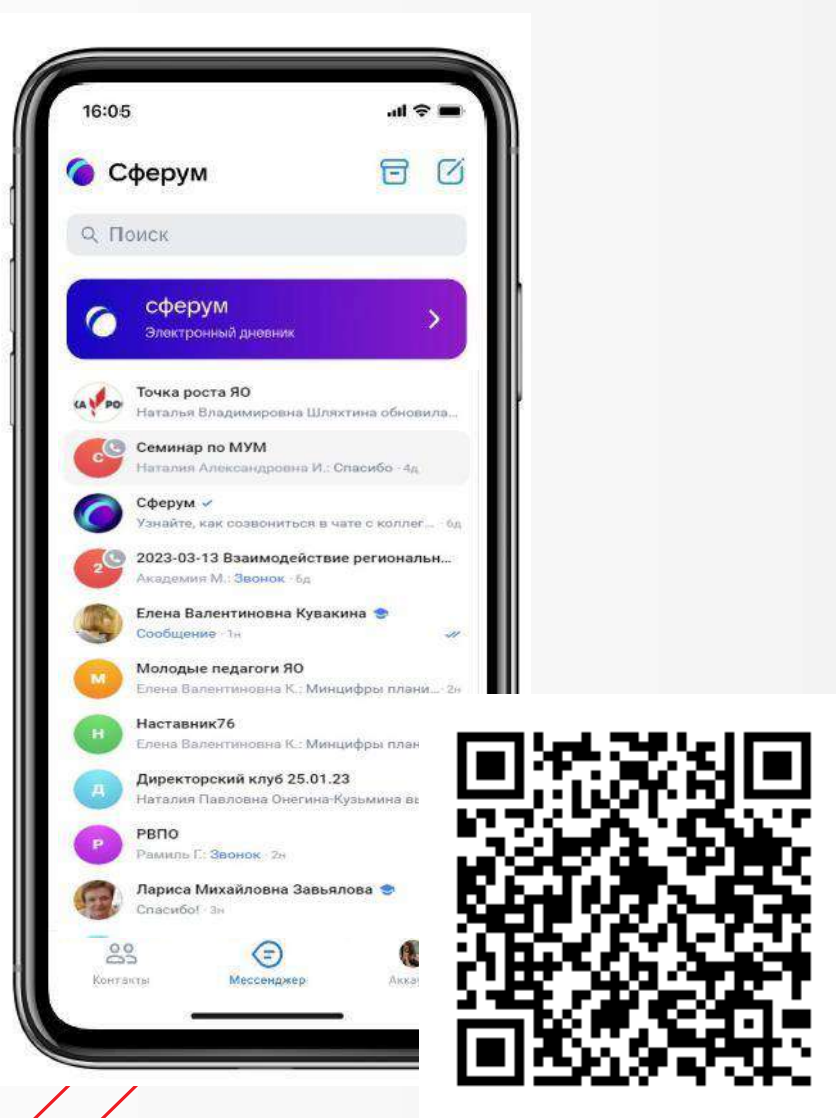 16:05
Сферум
Поиск
сферум
Электронный дневник
Точка роста ЯО
Наталья Владимировна Шляхтина обновила...
С
Семинар по МУМ
Наталия Александровна И.: Спасибо · 4д
Сферум
Узнайте, как созвониться в чате с коллег... · 6д
2
2023-03-13 Взаимодействие региональн...
Академия М.: Звонок · 6д
Елена Валентиновна Кувакина
Сообщение · 1н
М
Молодые педагоги ЯО
Елена Валентиновна К.: Минцифры плани... · 2н
Н
Наставник76
Елена Валентиновна К.: Минцифры план
Д
Директорский клуб 25.01.23
Наталия Павловна Онегина-Кузьмина вы
Р
РВПО
Рамиль Г.: Звонок · 2н
Лариса Михайловна Завьялова
Спасибо! · 3н
Контакты
Мессенджер